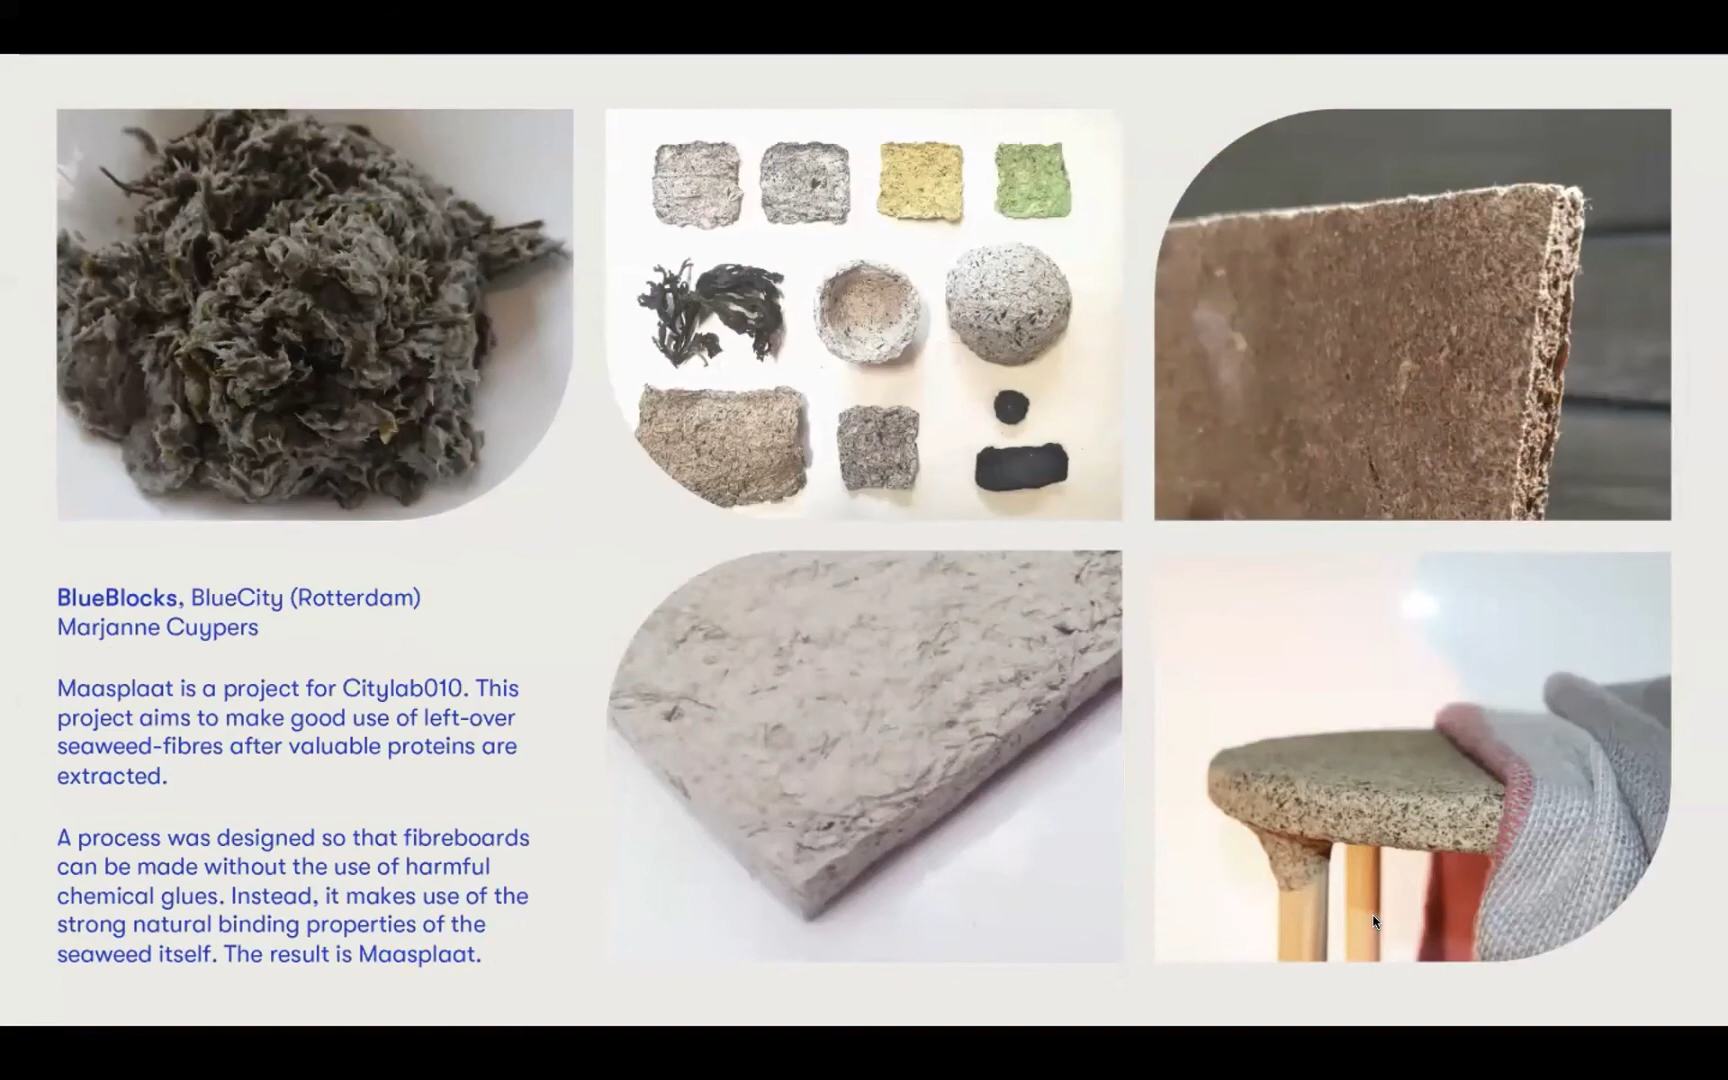 BlueBlocks, BlueCity (Rotterdam)
Marjanne Cuypers
Maasplaat is a project for Citylab010. This
project aims to make good use of left-over
seaweed-fibres after valuable proteins are
extracted.
A process was designed so that fibreboards
can be made without the use of harmful
chemical glues. Instead, it makes use of the
strong natural binding properties of the
seaweed itself. The result is Maasplaat.